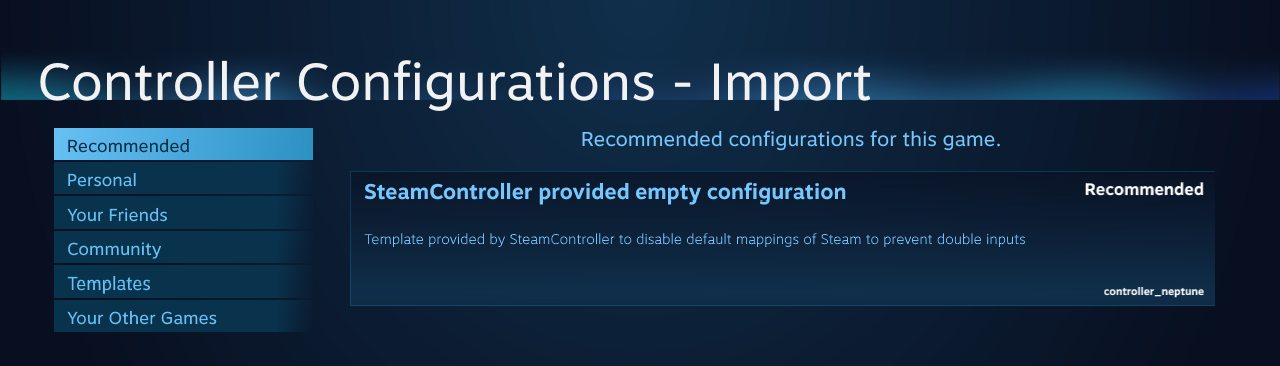 Controller Configurations - Import
Recommended
Personal
Your Friends
Community
Templates
Your Other Games
Recommended configurations for this game.
SteamController provided empty configuration
Recommended
Template provided by SteamController to disable default mappings of Steam to prevent double inputs
controller_neptune